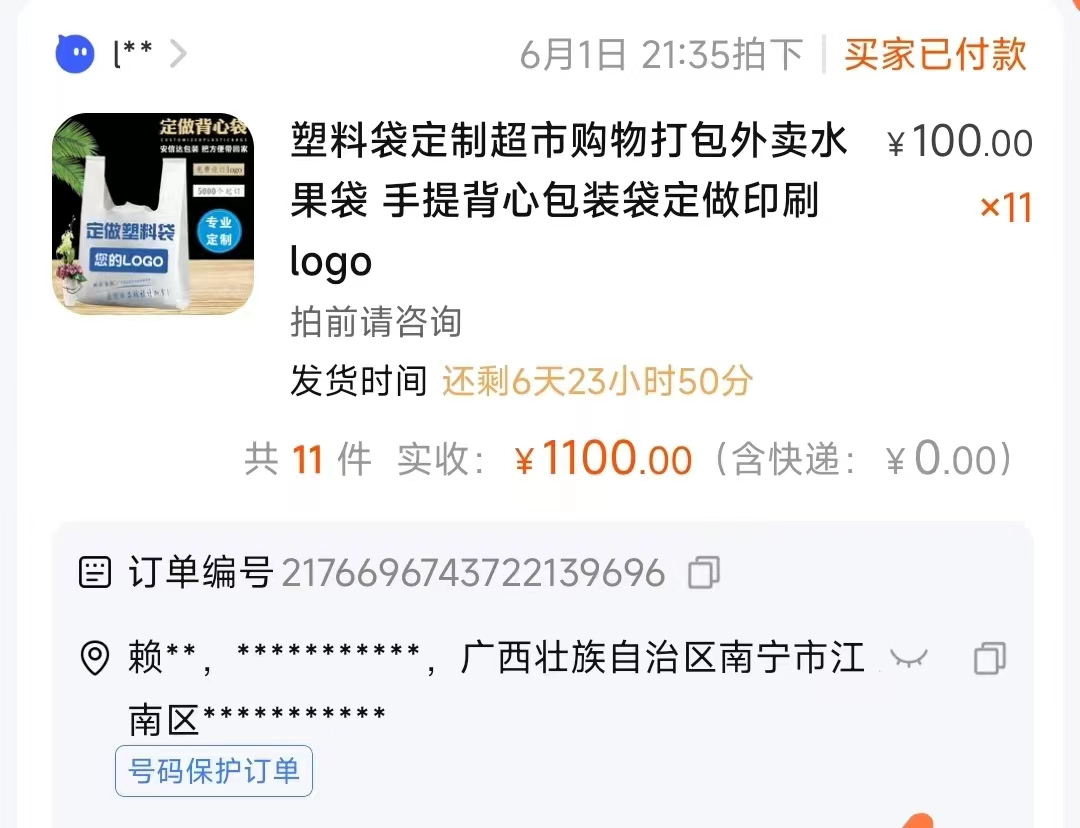 l** 6月1日 21:35拍下 买家已付款
定做背心袋
安信达包装 把方便带回家
免费设计logo
5000个起订
专业
定制
定做塑料袋
您的LOGO
塑料袋定制超市购物打包外卖水 ¥100.00
果袋 手提背心包装袋定做印刷 ×11
logo
拍前请咨询
发货时间 还剩6天23小时50分
共 11 件 实收： ¥1100.00（含快递： ¥0.00）
订单编号 2176696743722139696
赖**，***********，广西壮族自治区南宁市江
南区***********
号码保护订单